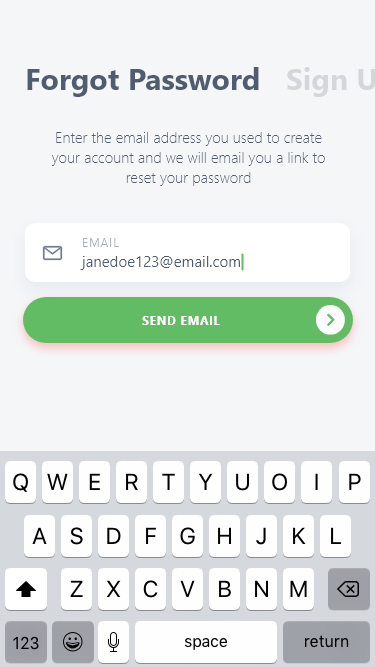 Forgot Password Sign U
Enter the email address you used to create
your account and we will email you a link to
reset your password
EMAIL
janedoe123@email.com
SEND EMAIL
Q W E R T Y U O I P
A S D F G H J K L
Z X C V B N M
123 space return